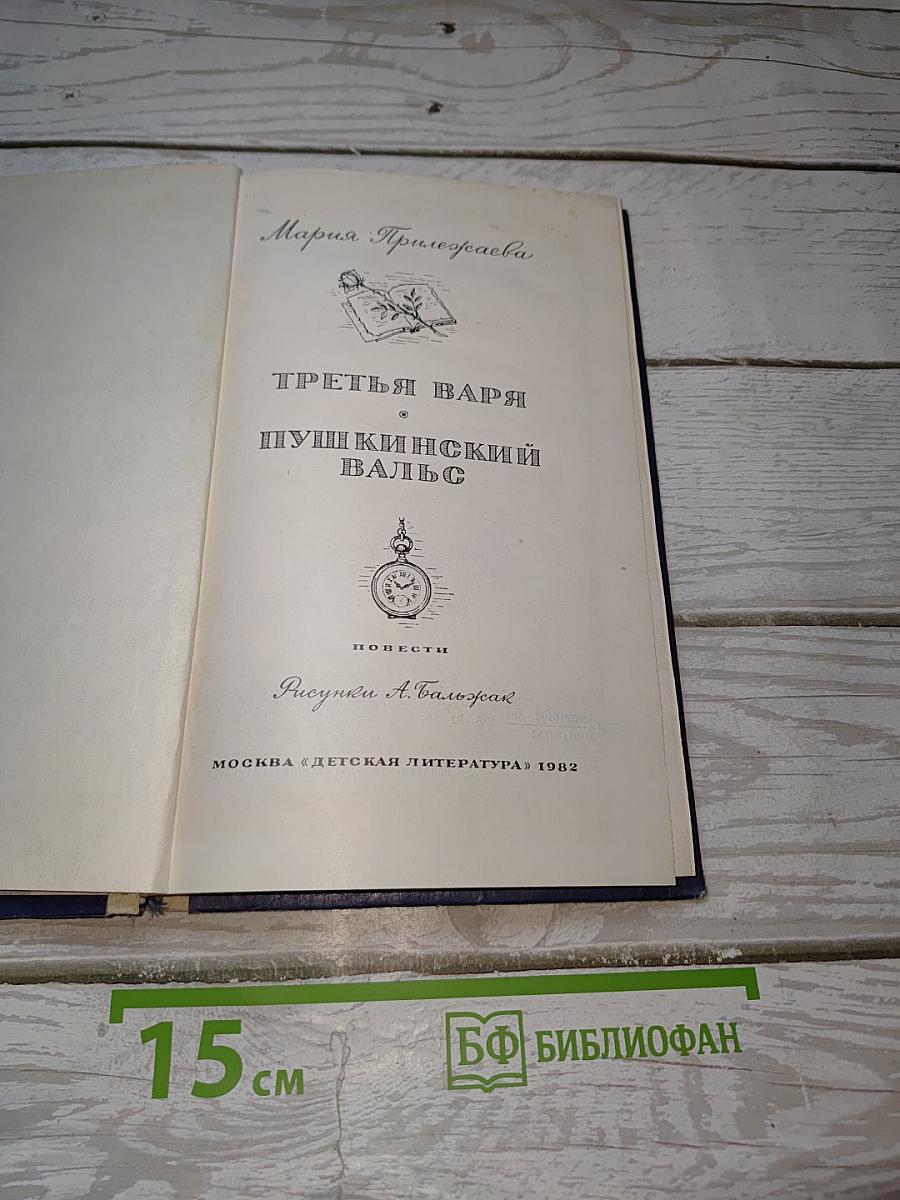 Мария Прилежаева
ТРЕТЬЯ ВАРЯ
ПУШКИНСКИЙ
ВАЛЬС
ПОВЕСТИ
Рисунки А. Бальжак
МОСКВА «ДЕТСКАЯ ЛИТЕРАТУРА» 1982
15 см
БФ БИБЛИОФАН